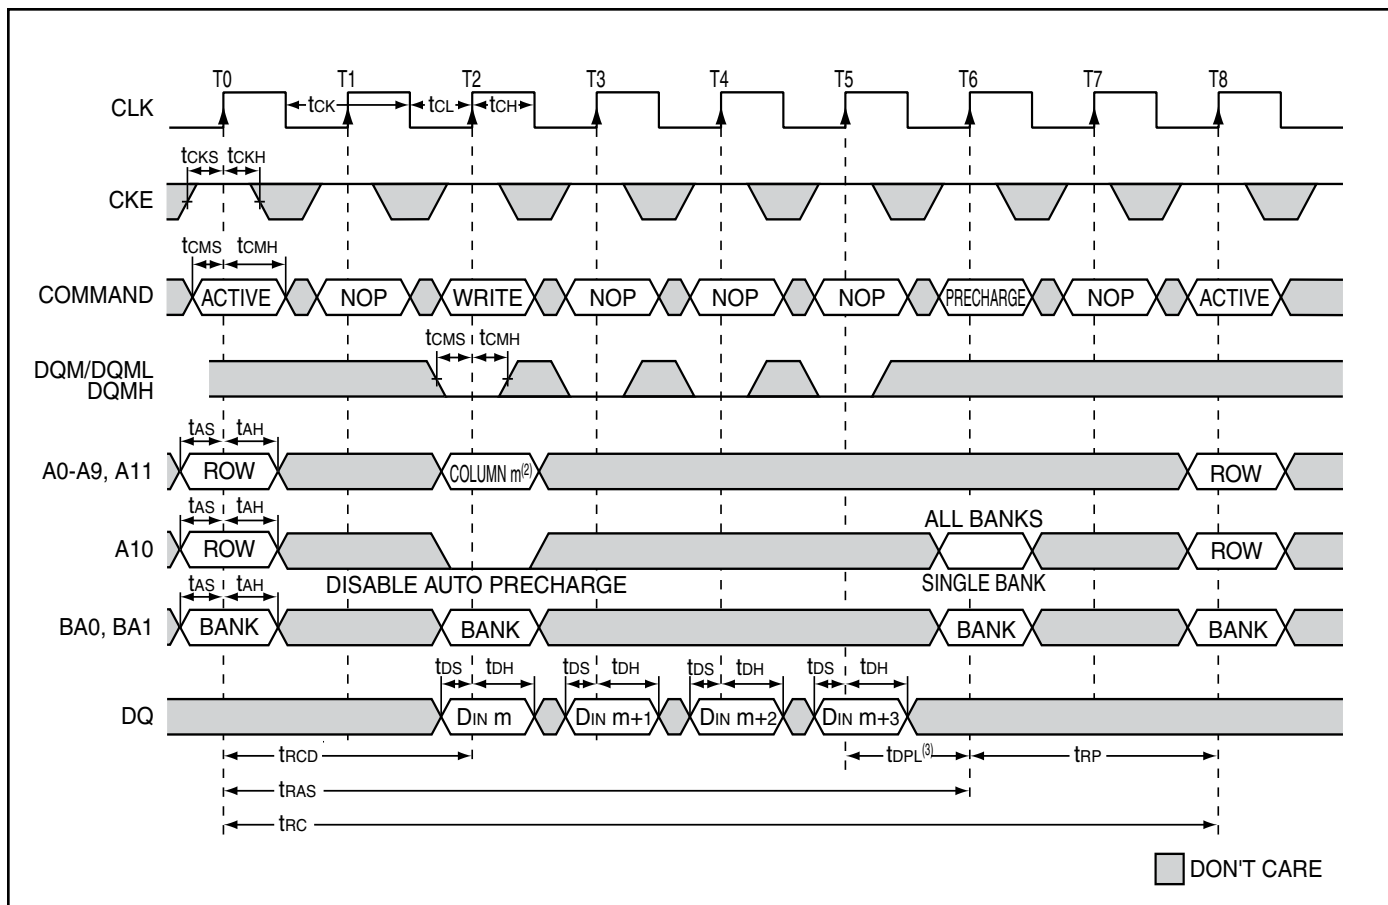 T0 T1 T2 T3 T4 T5 T6 T7 T8
CLK tCK tCL tCH
tCKS tCKH
CKE
tCMS tCMH
COMMAND ACTIVE NOP WRITE NOP NOP NOP PRECHARGE NOP ACTIVE
tCMS tCMH
DQM/DQML
DQMH
tAS tAH
A0-A9, A11 ROW COLUMN m(2) ROW
tAS tAH
ALL BANKS
A10 ROW ROW
DISABLE AUTO PRECHARGE SINGLE BANK
tAS tAH
BA0, BA1 BANK BANK BANK BANK
tDS tDH tDS tDH tDS tDH tDS tDH
DQ DIN m DIN m+1 DIN m+2 DIN m+3
tRCD tDPL(3) tRP
tRAS
tRC
DON'T CARE